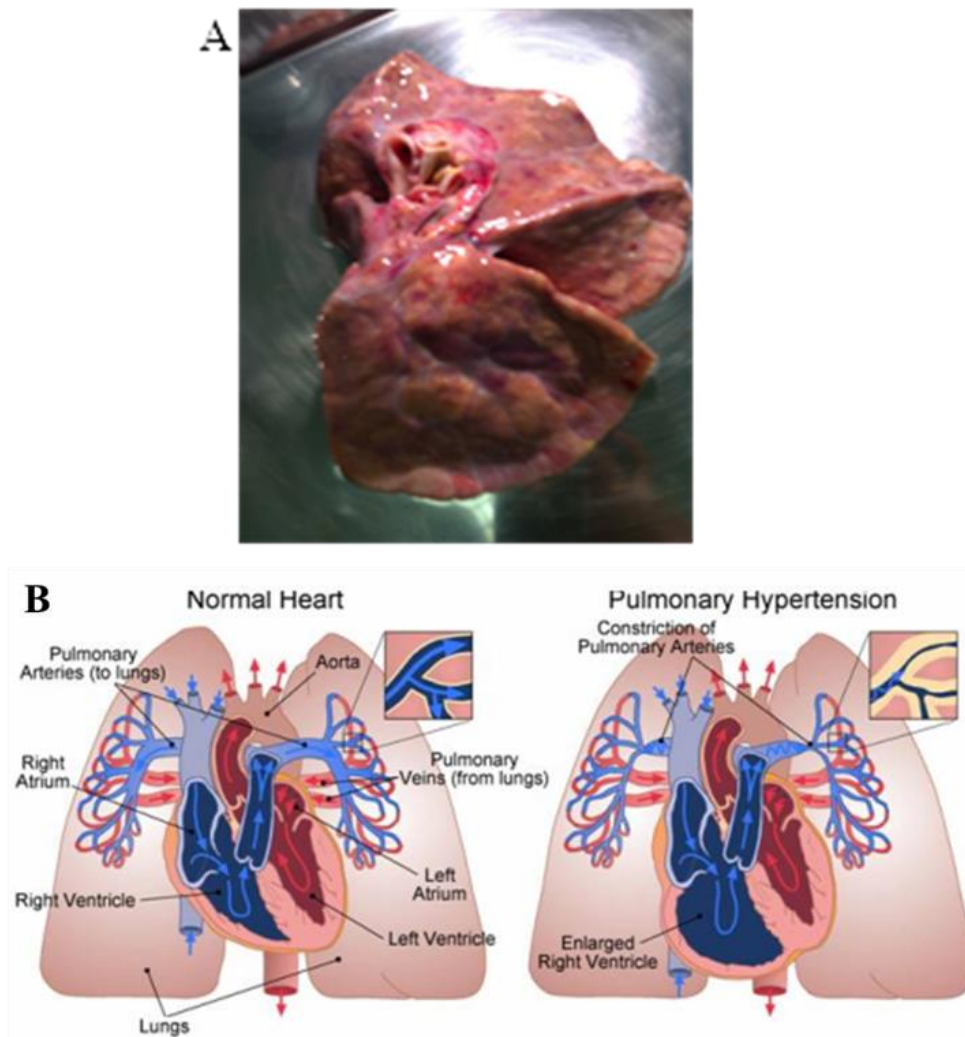 A
B
Normal Heart
Pulmonary
Arteries (to lungs)
Aorta
Right
Atrium
Pulmonary
Veins (from lungs)
Left
Atrium
Right Ventricle
Left Ventricle
Lungs
Pulmonary Hypertension
Constriction of
Pulmonary Arteries
Enlarged
Right Ventricle